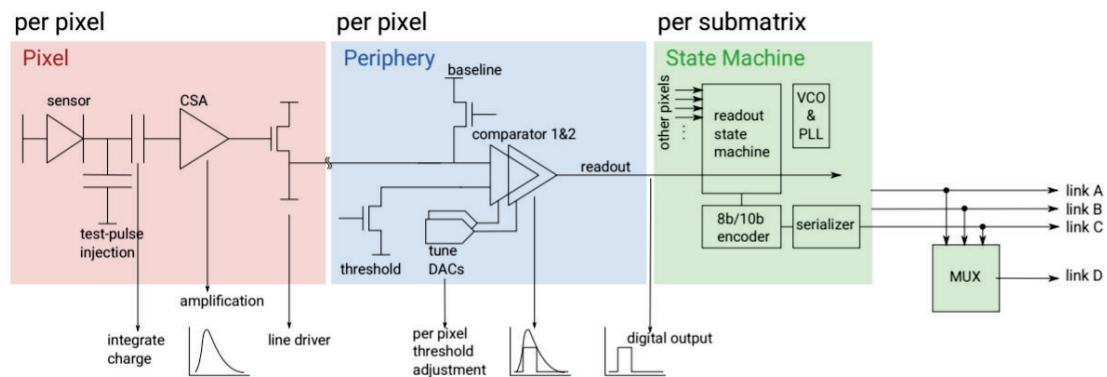 per pixel
per pixel
per submatrix
Pixel
Periphery
State Machine
sensor
CSA
test-pulse
injection
baseline
comparator 1&2
threshold
tune
DACs
readout
other pixels
...
readout
state
machine
VCO
&
PLL
8b/10b
encoder
serializer
link A
link B
link C
MUX
link D
integrate
charge
amplification
line driver
per pixel
threshold
adjustment
digital output